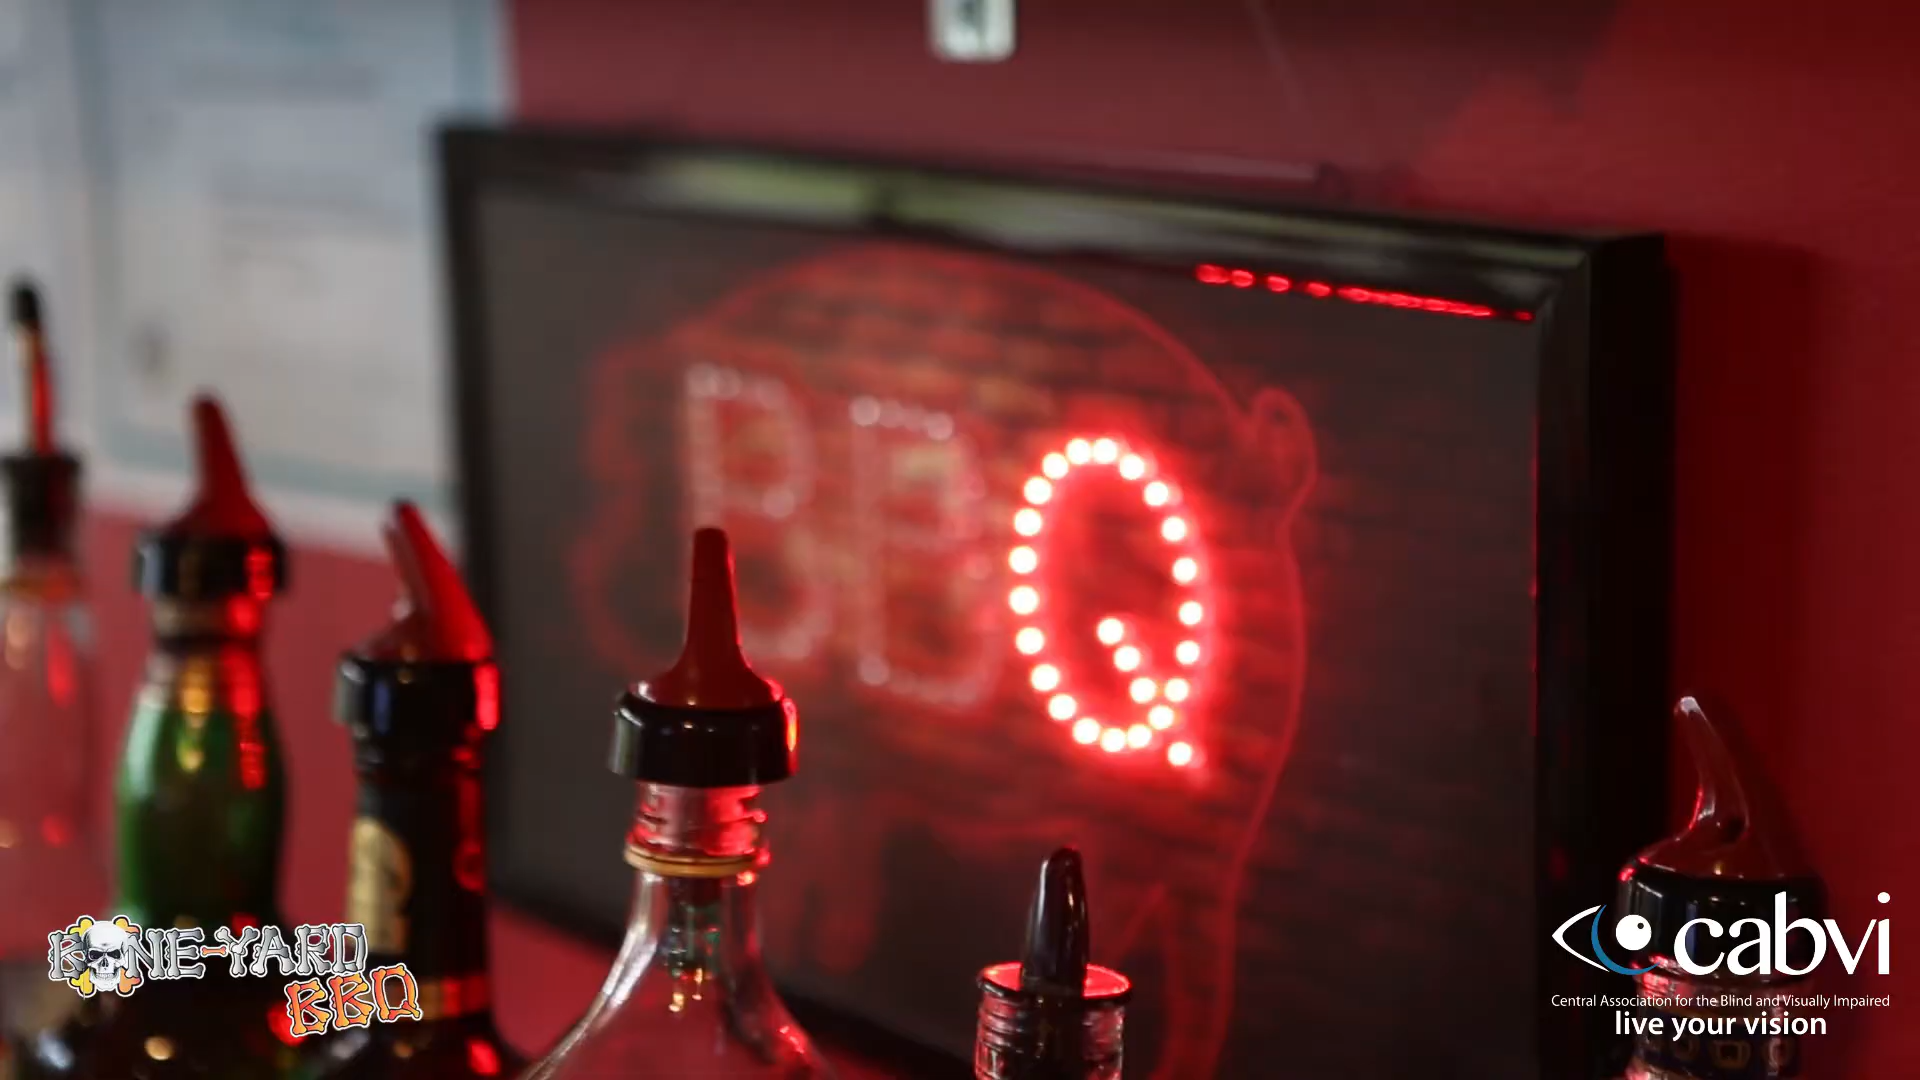 BBQ
BONE-YARD
BBQ
cabvi
Central Association for the Blind and Visually Impaired
live your vision